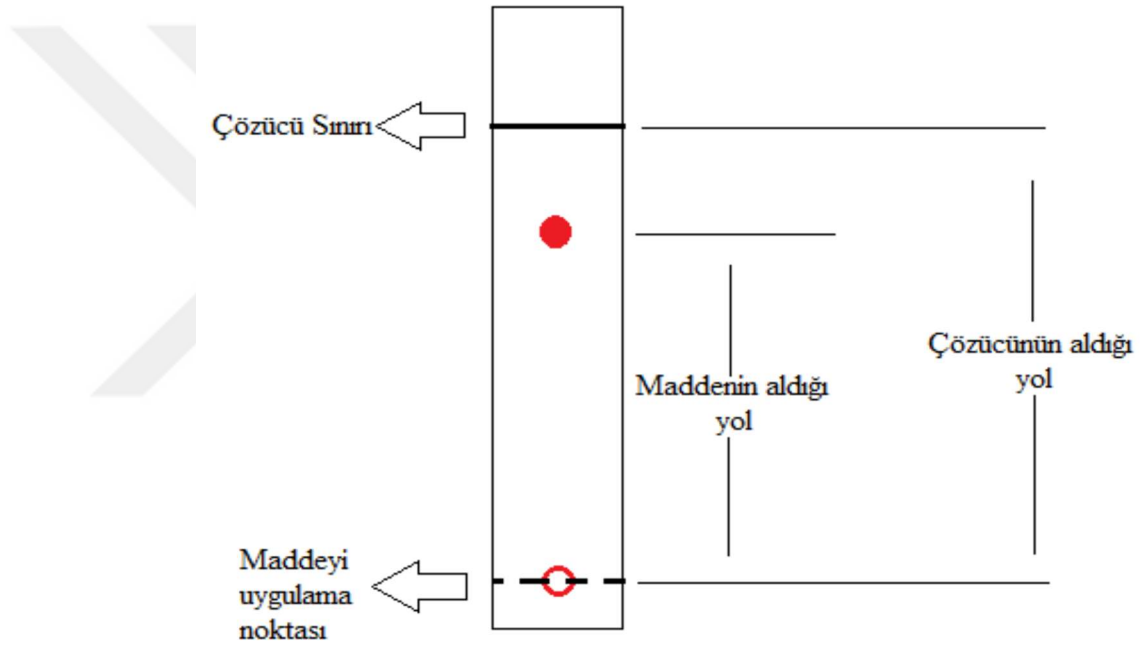 Çözücü Sınırı
Çözücünün aldığı
yol
Maddenin aldığı
yol
Maddeyi
uygulama
noktası